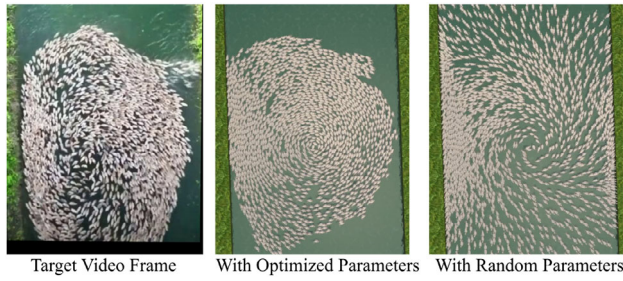 Target Video Frame
With Optimized Parameters
With Random Parameters